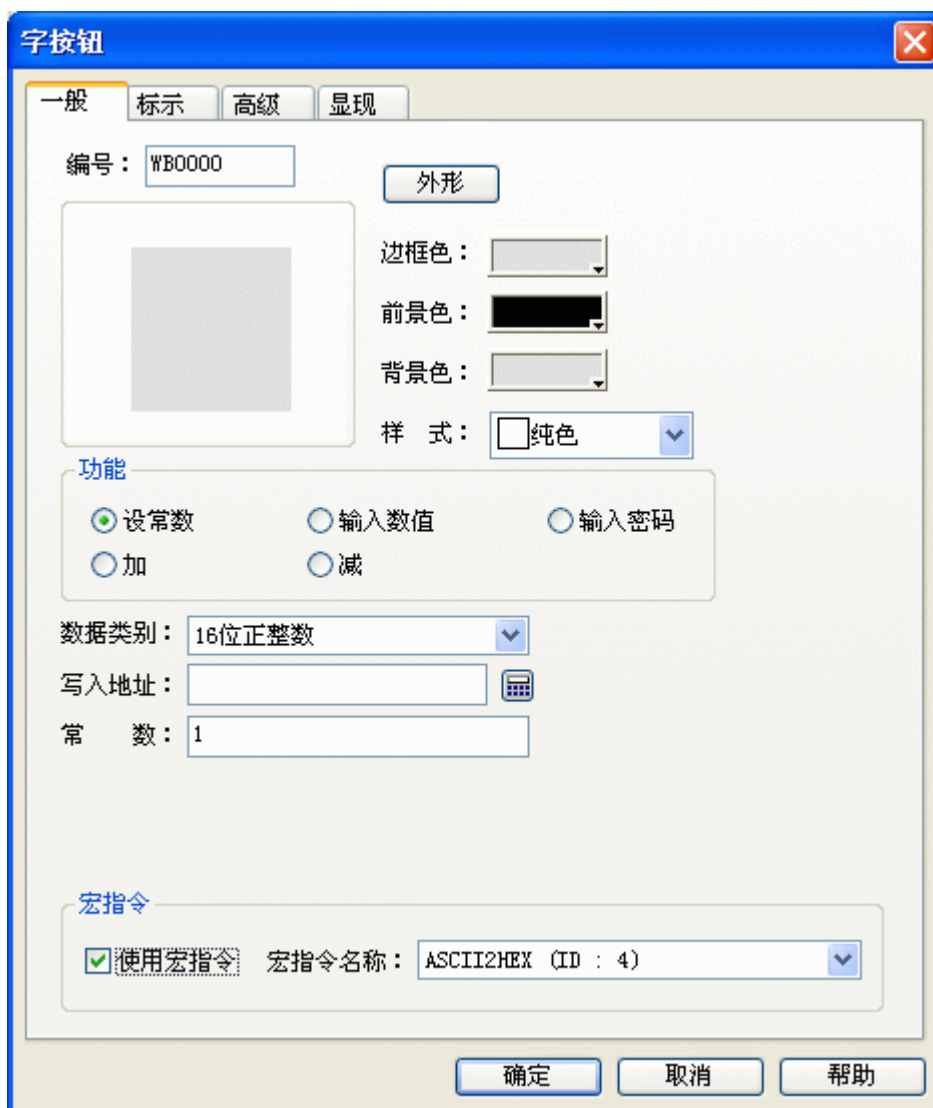 字按钮
一般 标示 高级 显现
编号： WB0000
外形
边框色：
前景色：
背景色：
样 式： 纯色
功能
设常数 输入数值 输入密码
加 减
数据类别： 16位正整数
写入地址：
常 数： 1
宏指令
使用宏指令 宏指令名称： ASCII2HEX (ID : 4)
确定 取消 帮助